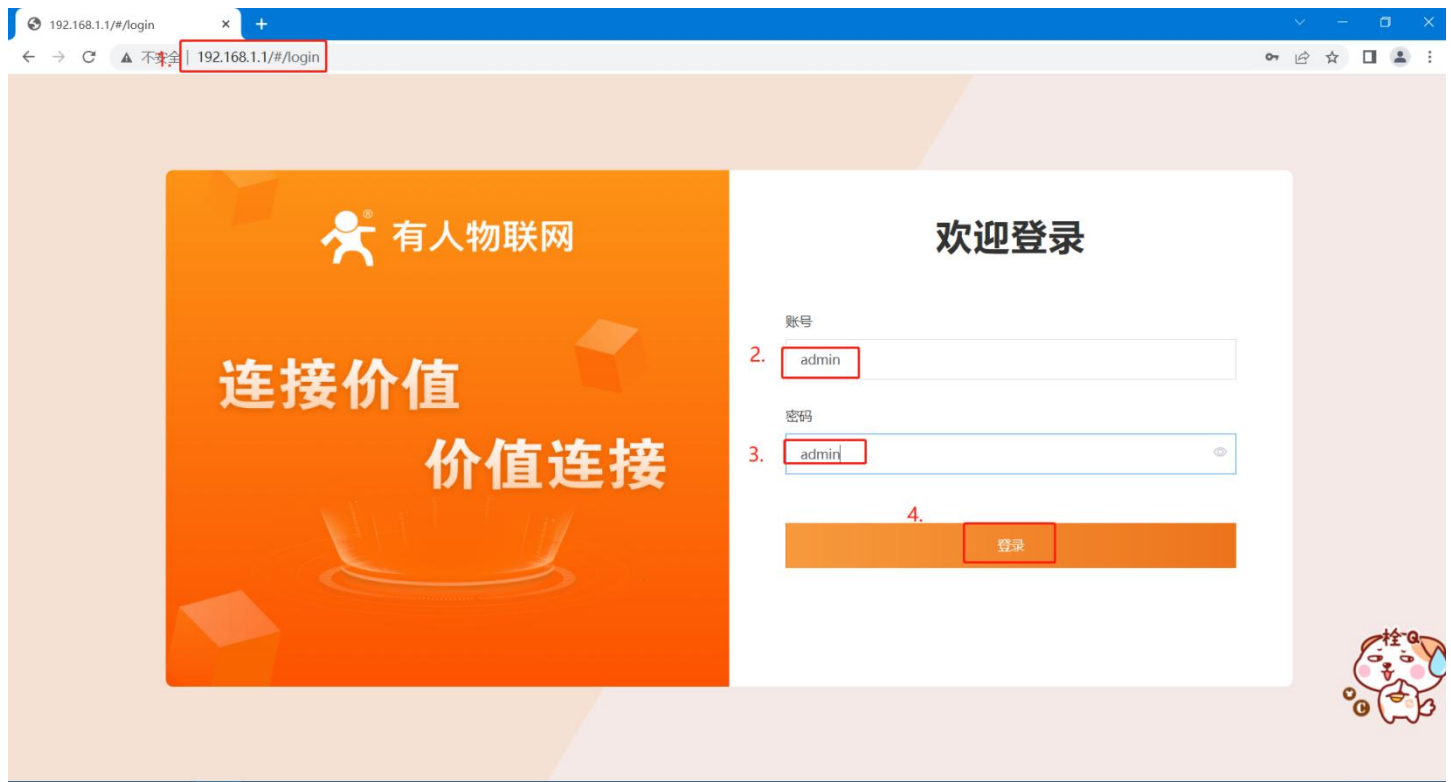 192.168.1.1/#/login
1. 不安全 | 192.168.1.1/#/login
有人物联网
®
连接价值
价值连接
欢迎登录
账号
2. admin
密码
3. admin
4.
登录
栓Q
C